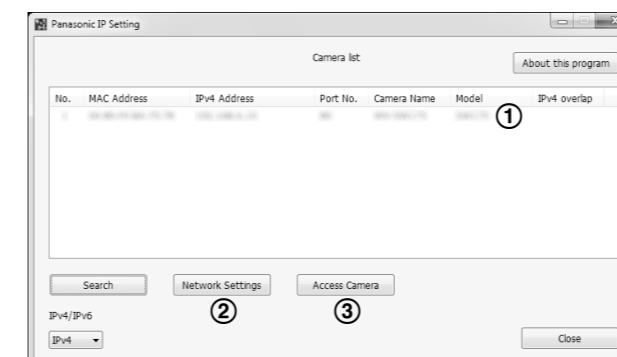 Panasonic IP Setting
Camera list
About this program
No. MAC Address IPv4 Address Port No. Camera Name Model IPv4 overlap
①
Search Network Settings Access Camera
② ③
IPv4/IPv6
IPv4 Close